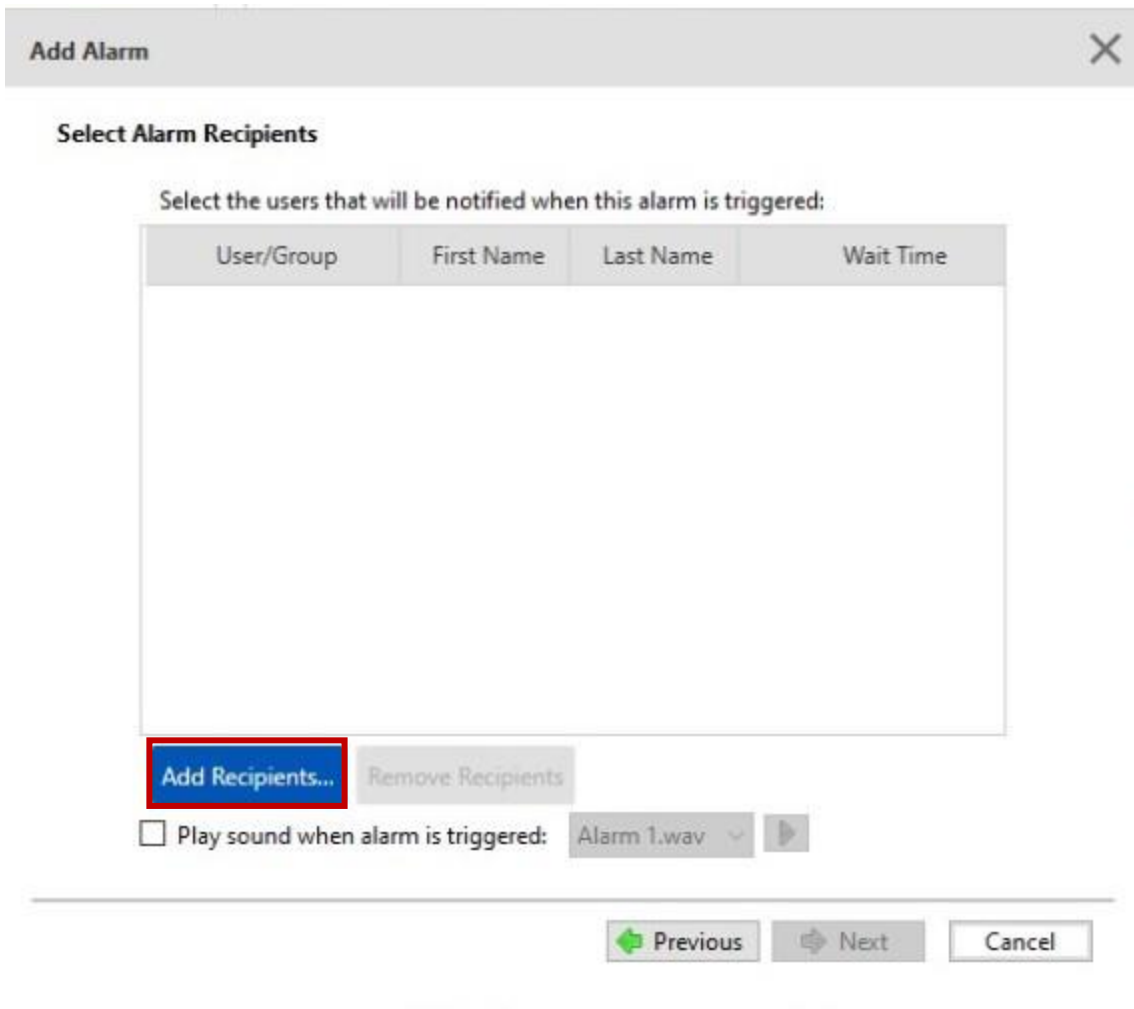 Add Alarm
Select Alarm Recipients
Select the users that will be notified when this alarm is triggered:
User/Group First Name Last Name Wait Time
Add Recipients... Remove Recipients
Play sound when alarm is triggered: Alarm 1.wav
Previous Next Cancel